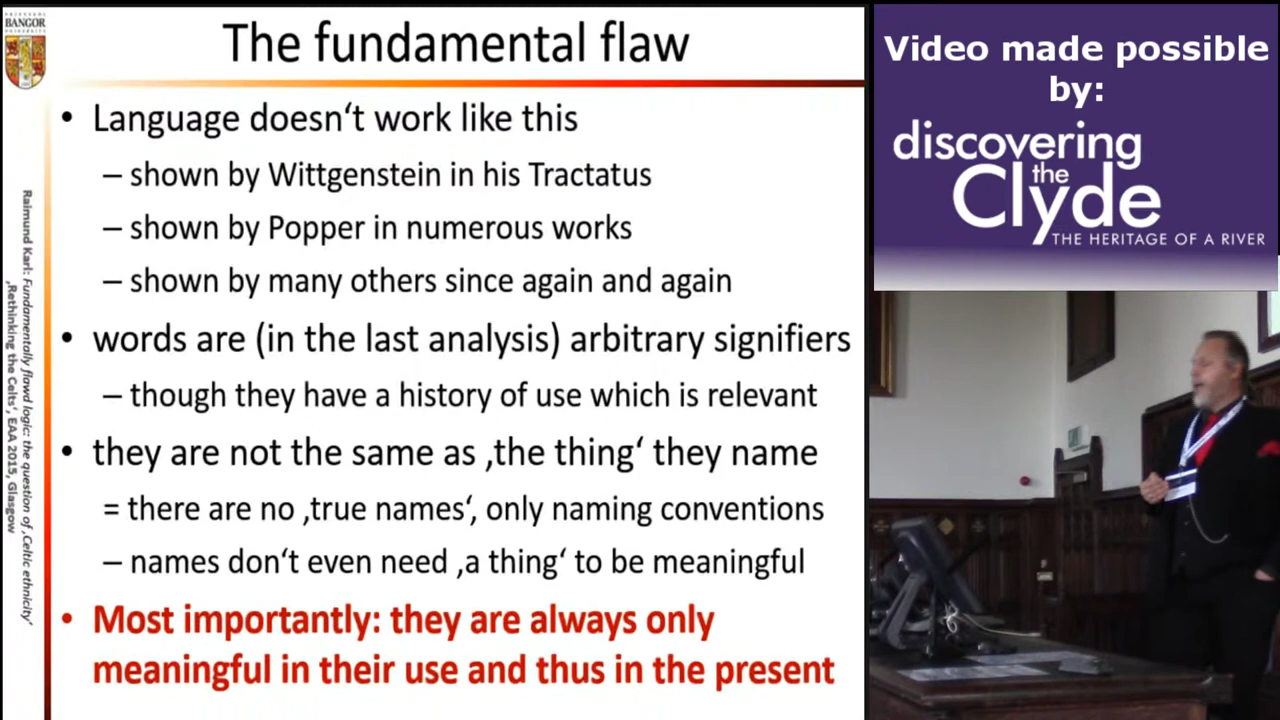 PRIFYSGOL
BANGOR
UNIVERSITY
The fundamental flaw
• Language doesn‘t work like this
– shown by Wittgenstein in his Tractatus
– shown by Popper in numerous works
– shown by many others since again and again
• words are (in the last analysis) arbitrary signifiers
– though they have a history of use which is relevant
• they are not the same as ‚the thing‘ they name
= there are no ‚true names‘, only naming conventions
– names don‘t even need ‚a thing‘ to be meaningful
• Most importantly: they are always only
meaningful in their use and thus in the present
Raimund Karl: Fundamentally flawd logic: the question of ‚Celtic ethnicity‘
‚Rethinking the Celts‘, EAA 2015, Glasgow
Video made possible
by:
discovering
the
Clyde
THE HERITAGE OF A RIVER